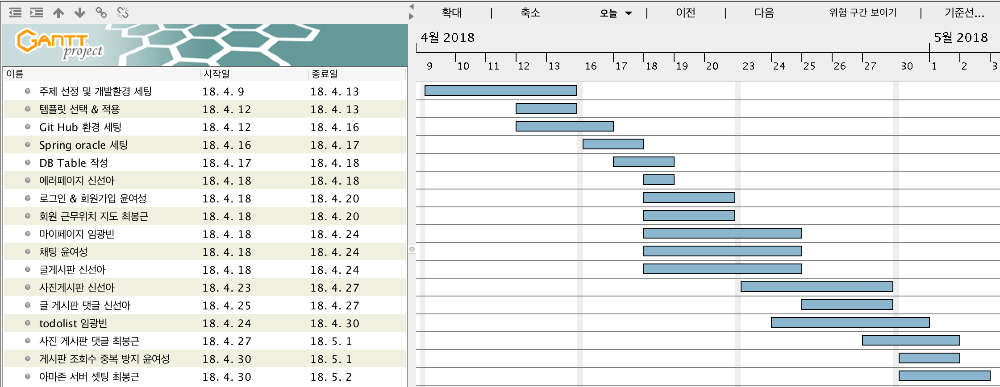 확대 | 축소 오늘 | 이전 | 다음 위험 구간 보이기 | 기준선...
GANTT
project
4월 2018 5월 2018
9 10 11 12 13 16 17 18 19 20 23 24 25 26 27 30 1 2 3
이름 시작일 종료일
주제 선정 및 개발환경 세팅 18. 4. 9 18. 4. 13
템플릿 선택 & 적용 18. 4. 12 18. 4. 13
Git Hub 환경 세팅 18. 4. 12 18. 4. 16
Spring oracle 세팅 18. 4. 16 18. 4. 17
DB Table 작성 18. 4. 17 18. 4. 18
에러페이지 신선아 18. 4. 18 18. 4. 18
로그인 & 회원가입 윤여성 18. 4. 18 18. 4. 20
회원 근무위치 지도 최봉근 18. 4. 18 18. 4. 20
마이페이지 임광빈 18. 4. 18 18. 4. 24
채팅 윤여성 18. 4. 18 18. 4. 24
글게시판 신선아 18. 4. 18 18. 4. 24
사진게시판 신선아 18. 4. 23 18. 4. 27
글 게시판 댓글 신선아 18. 4. 25 18. 4. 27
todolist 임광빈 18. 4. 24 18. 4. 30
사진 게시판 댓글 최봉근 18. 4. 27 18. 5. 1
게시판 조회수 중복 방지 윤여성 18. 4. 30 18. 5. 1
아마존 서버 셋팅 최봉근 18. 4. 30 18. 5. 2